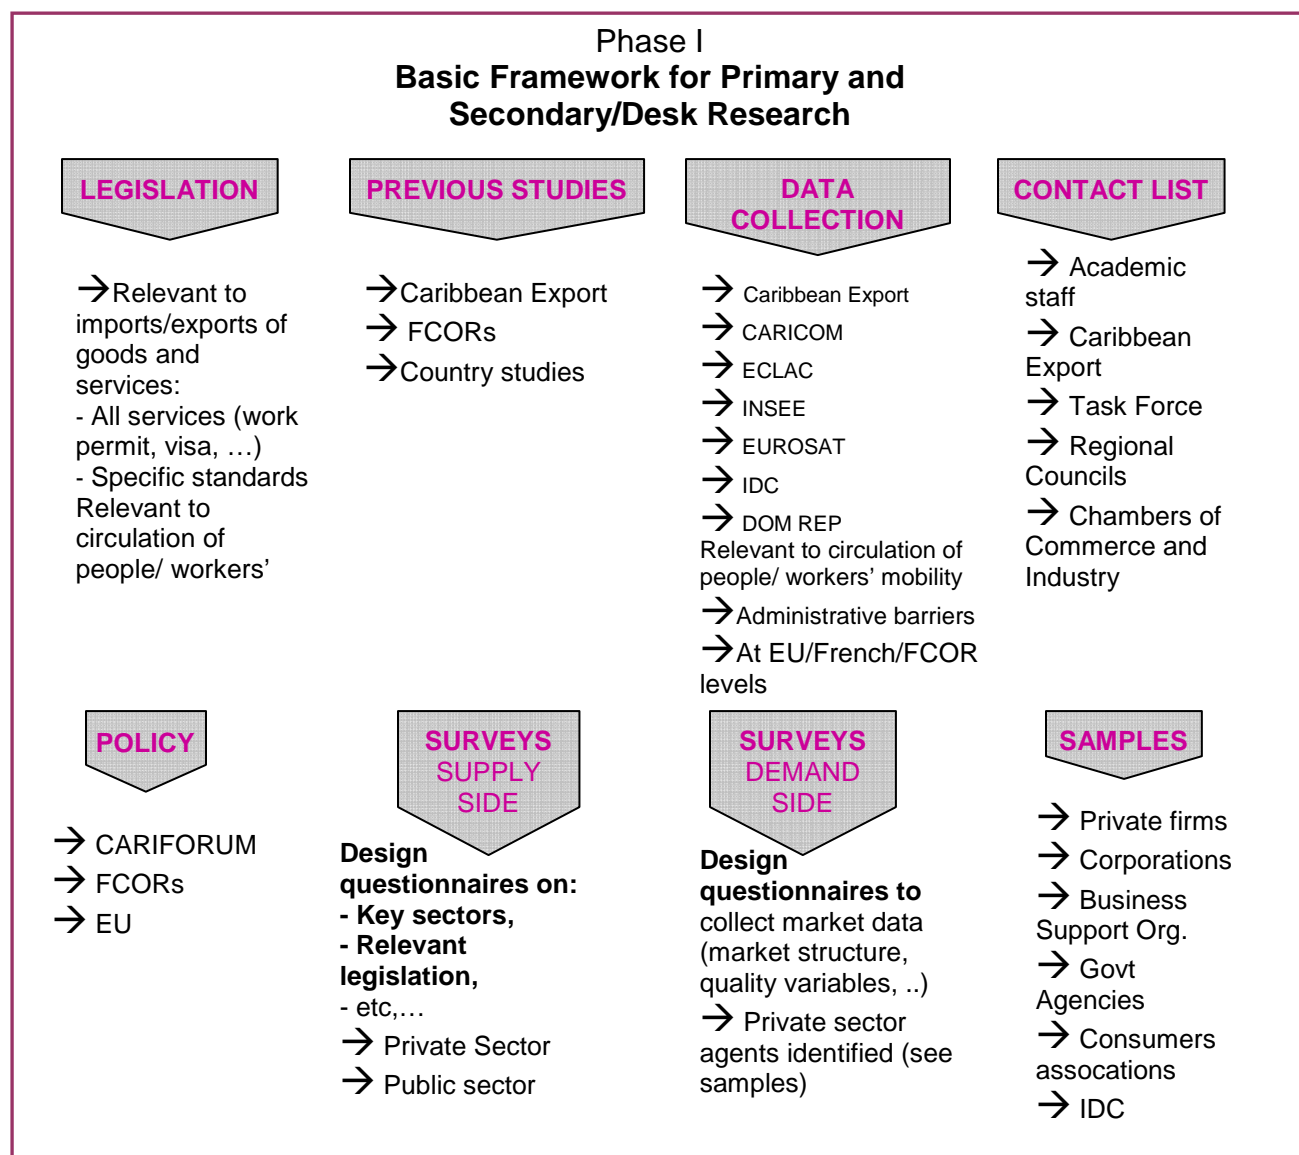 Phase I
Basic Framework for Primary and
Secondary/Desk Research
LEGISLATION
→Relevant to
imports/exports of
goods and
services:
- All services (work
permit, visa, …)
- Specific standards
Relevant to
circulation of
people/ workers’
PREVIOUS STUDIES
→Caribbean Export
→ FCORs
→Country studies
DATA
COLLECTION
→ Caribbean Export
→ CARICOM
→ ECLAC
→ INSEE
→ EUROSAT
→ IDC
→ DOM REP
Relevant to circulation of
people/ workers’ mobility
→Administrative barriers
→At EU/French/FCOR
levels
CONTACT LIST
→ Academic
staff
→ Caribbean
Export
→ Task Force
→ Regional
Councils
→ Chambers of
Commerce and
Industry
POLICY
→ CARIFORUM
→ FCORs
→ EU
SURVEYS
SUPPLY
SIDE
Design
questionnaires on:
- Key sectors,
- Relevant
legislation,
- etc,…
→ Private Sector
→ Public sector
SURVEYS
DEMAND
SIDE
Design
questionnaires to
collect market data
(market structure,
quality variables, ..)
→ Private sector
agents identified (see
samples)
SAMPLES
→ Private firms
→ Corporations
→ Business
Support Org.
→ Govt
Agencies
→ Consumers
assocations
→ IDC